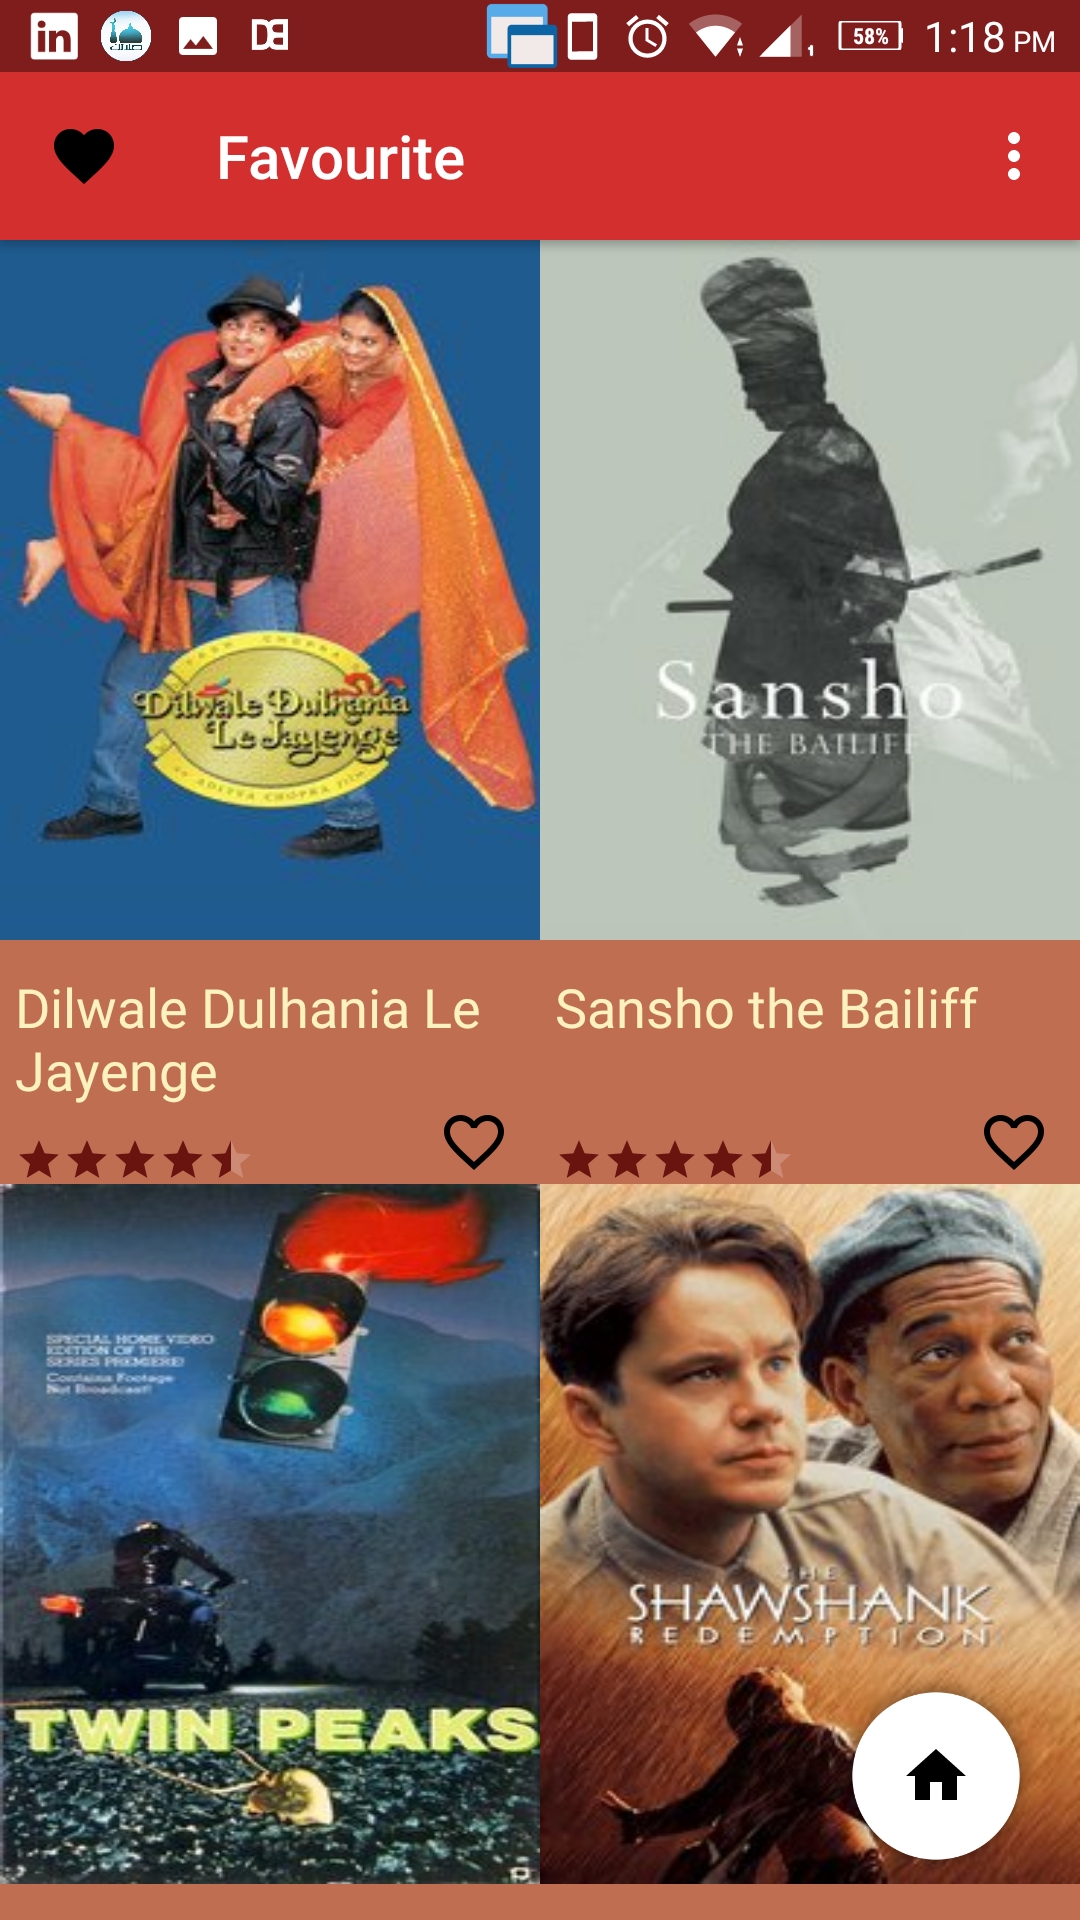 58% 1:18 PM
Favourite
Dilwale Dulhania
Le Jayenge
Sansho
THE BAILIFF
Dilwale Dulhania Le
Jayenge
Sansho the Bailiff
SPECIAL HOME VIDEO
EDITION OF THE
SERIES PREMIERE!
Contains Footage
Not Broadcast!
TWIN PEAKS
THE
SHAWSHANK
REDEMPTION